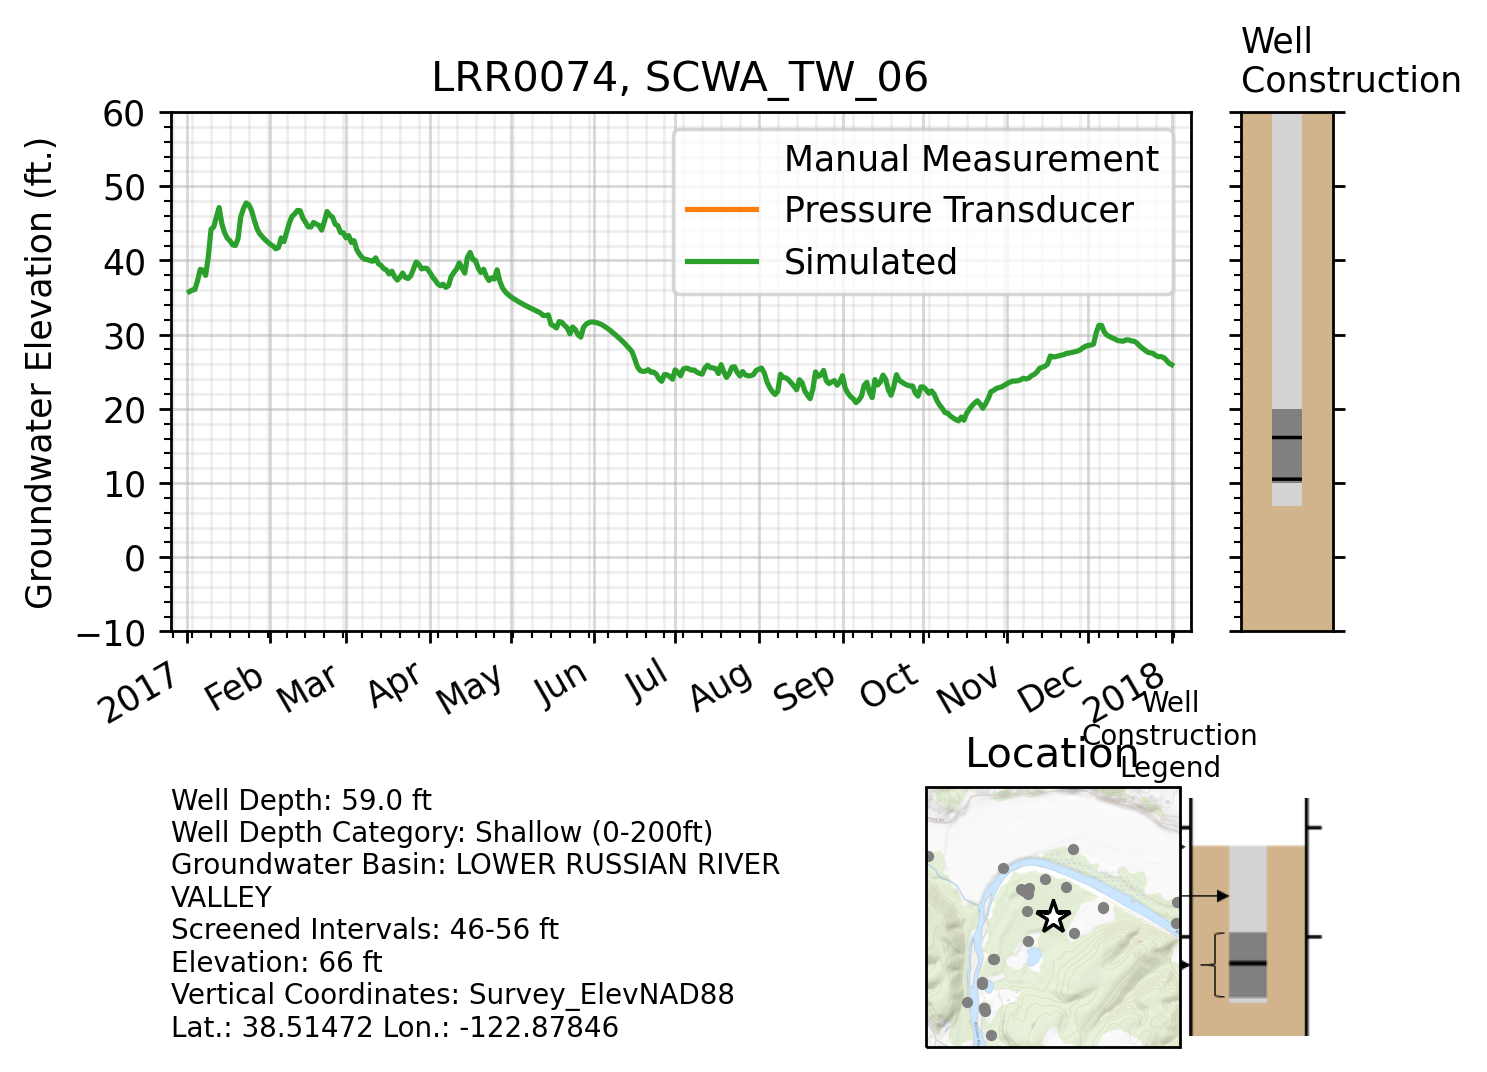 Well
Construction
LRR0074, SCWA_TW_06
Groundwater Elevation (ft.)
60
50
40
30
20
10
0
−10
Manual Measurement
Pressure Transducer
Simulated
2017
Feb
Mar
Apr
May
Jun
Jul
Aug
Sep
Oct
Nov
Dec
2018
Well
Construction
Legend
Location
Well Depth: 59.0 ft
Well Depth Category: Shallow (0-200ft)
Groundwater Basin: LOWER RUSSIAN RIVER
VALLEY
Screened Intervals: 46-56 ft
Elevation: 66 ft
Vertical Coordinates: Survey_ElevNAD88
Lat.: 38.51472 Lon.: -122.87846